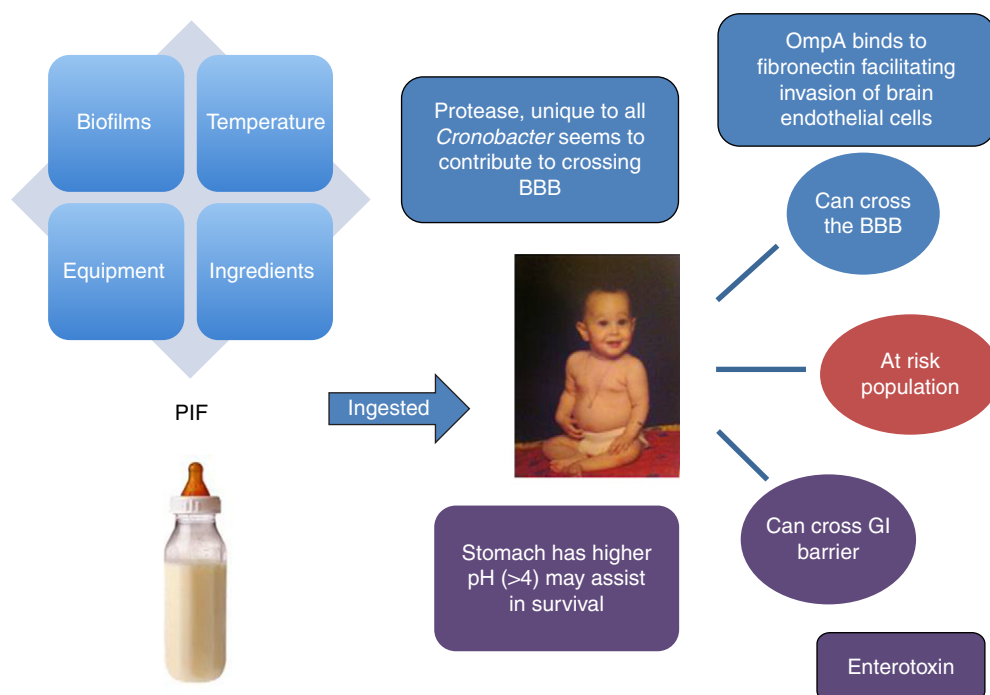 Biofilms
Temperature
Equipment
Ingredients
PIF
Ingested
Protease, unique to all
Cronobacter seems to
contribute to crossing
BBB
Stomach has higher
pH (>4) may assist
in survival
OmpA binds to
fibronectin facilitating
invasion of brain
endothelial cells
Can cross
the BBB
At risk
population
Can cross GI
barrier
Enterotoxin